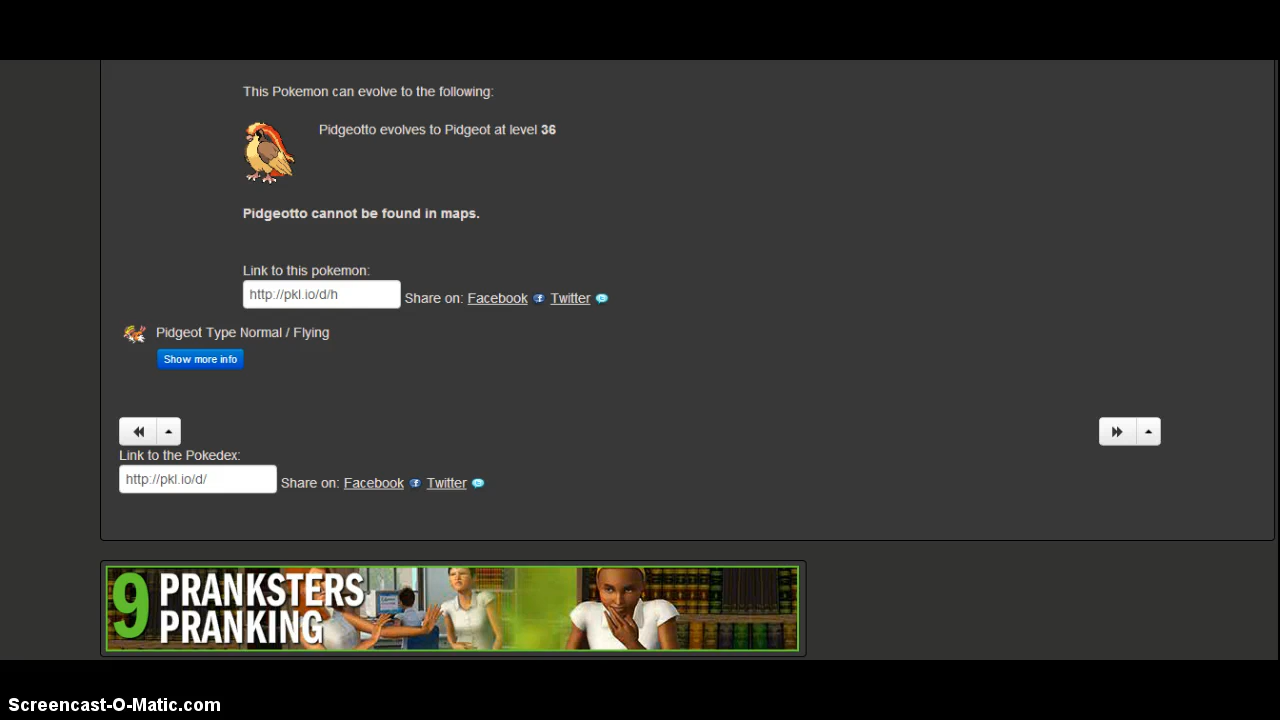 This Pokemon can evolve to the following:
Pidgeotto evolves to Pidgeot at level 36
Pidgeotto cannot be found in maps.
Link to this pokemon:
http://pkl.io/d/h Share on: Facebook Twitter
Pidgeot Type Normal / Flying
Show more info
Link to the Pokedex:
http://pkl.io/d/ Share on: Facebook Twitter
9 PRANKSTERS
PRANKING
Screencast-O-Matic.com